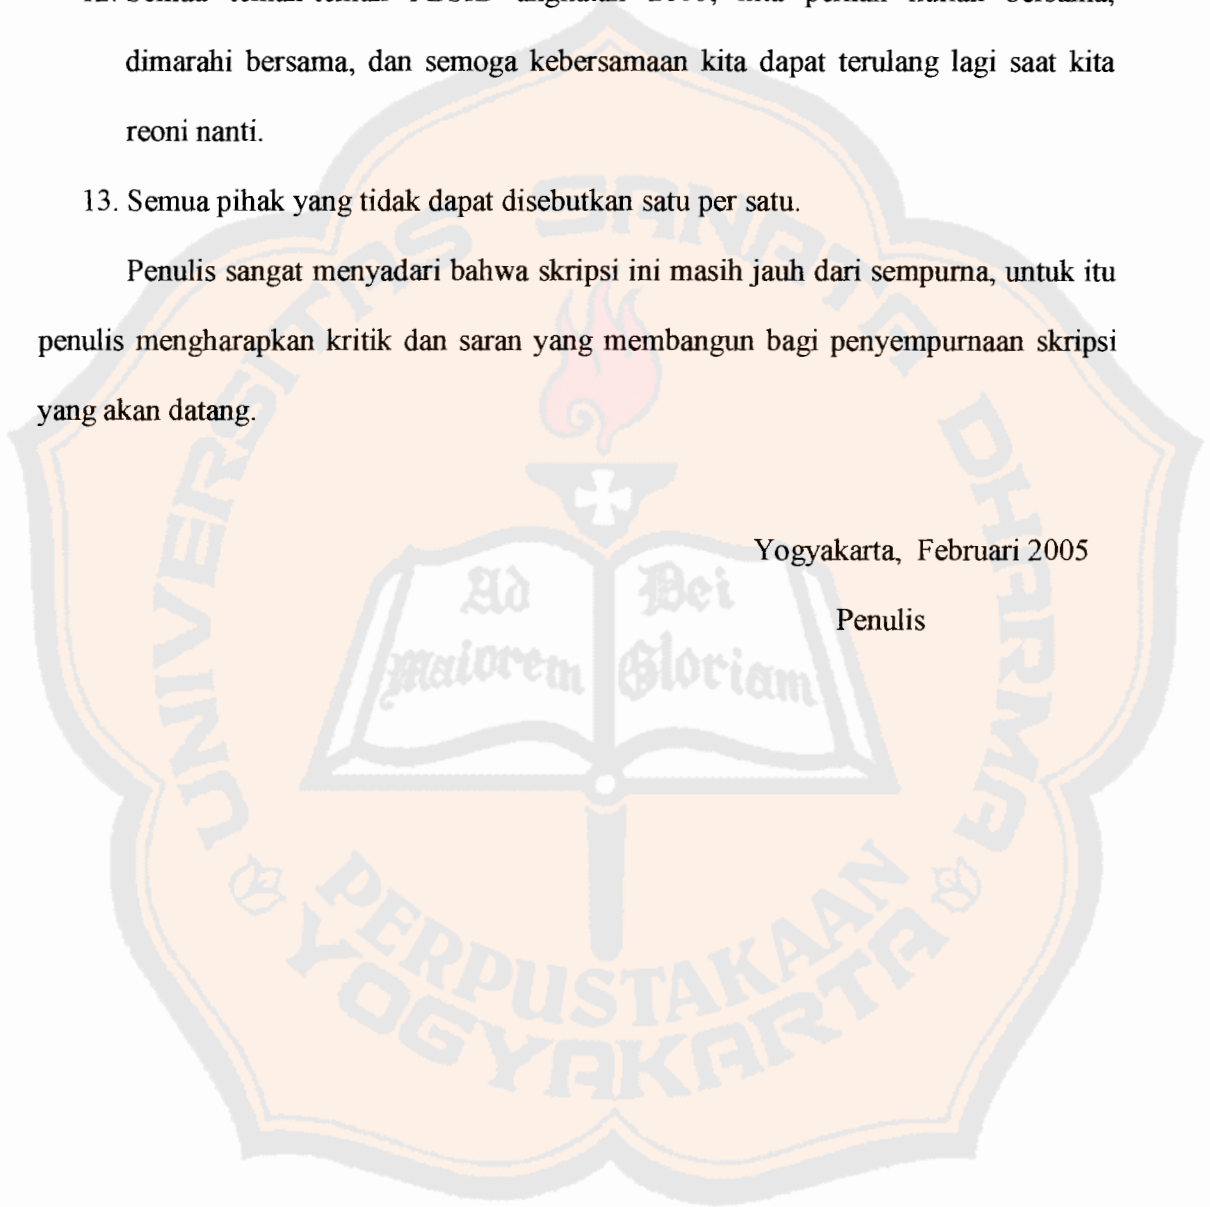 dimarahi bersama, dan semoga kebersamaan kita dapat terulang lagi saat kita
reoni nanti.
13. Semua pihak yang tidak dapat disebutkan satu per satu.
Penulis sangat menyadari bahwa skripsi ini masih jauh dari sempurna, untuk itu
penulis mengharapkan kritik dan saran yang membangun bagi penyempurnaan skripsi
yang akan datang.
Yogyakarta, Februari 2005
Penulis
UNIVERSITAS SANATA DHARMA
Ad Dei
Maiorem Gloriam
PERPUSTAKAAN
YOGYAKARTA